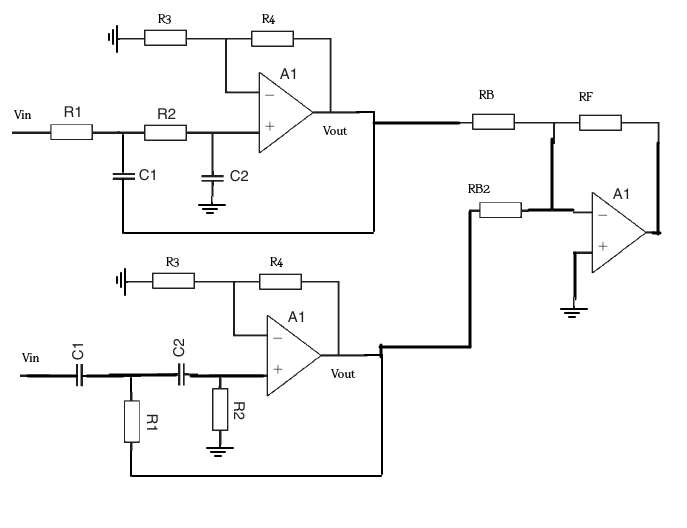 R3
R4
A1
−
+
Vin
R1
R2
Vout
C1
C2
RB
RF
RB2
A1
−
+
R3
R4
A1
−
+
Vin
C1
C2
Vout
R1
R2